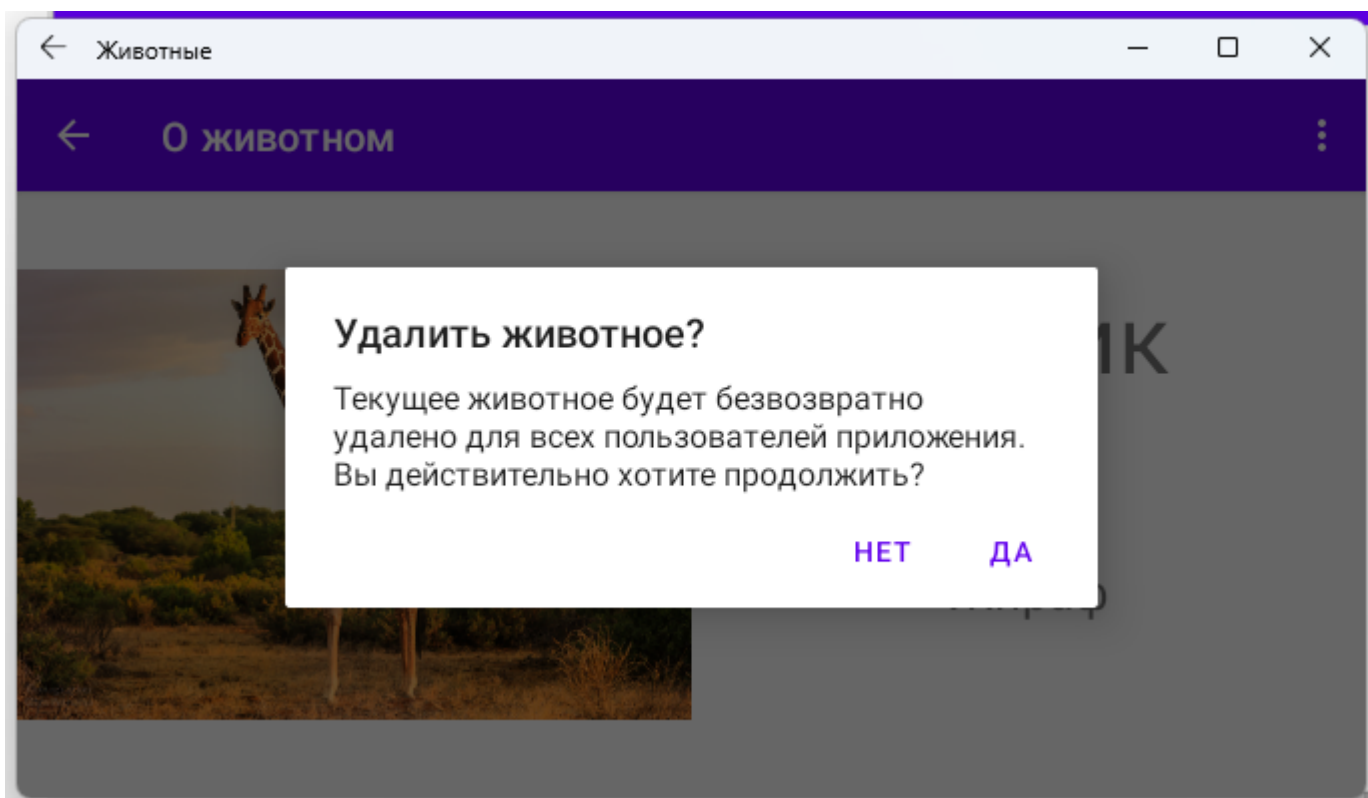 Животные
О животном
Удалить животное?
Текущее животное будет безвозвратно
удалено для всех пользователей приложения.
Вы действительно хотите продолжить?
НЕТ ДА